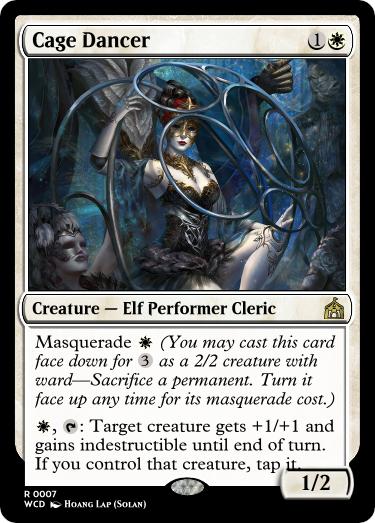 Cage Dancer 1
Creature — Elf Performer Cleric
Masquerade (You may cast this card
face down for 3 as a 2/2 creature with
ward—Sacrifice a permanent. Turn it
face up any time for its masquerade cost.)
, : Target creature gets +1/+1 and
gains indestructible until end of turn.
If you control that creature, tap it.
1/2
R 0007
WCD Hoang Lap (Solan)